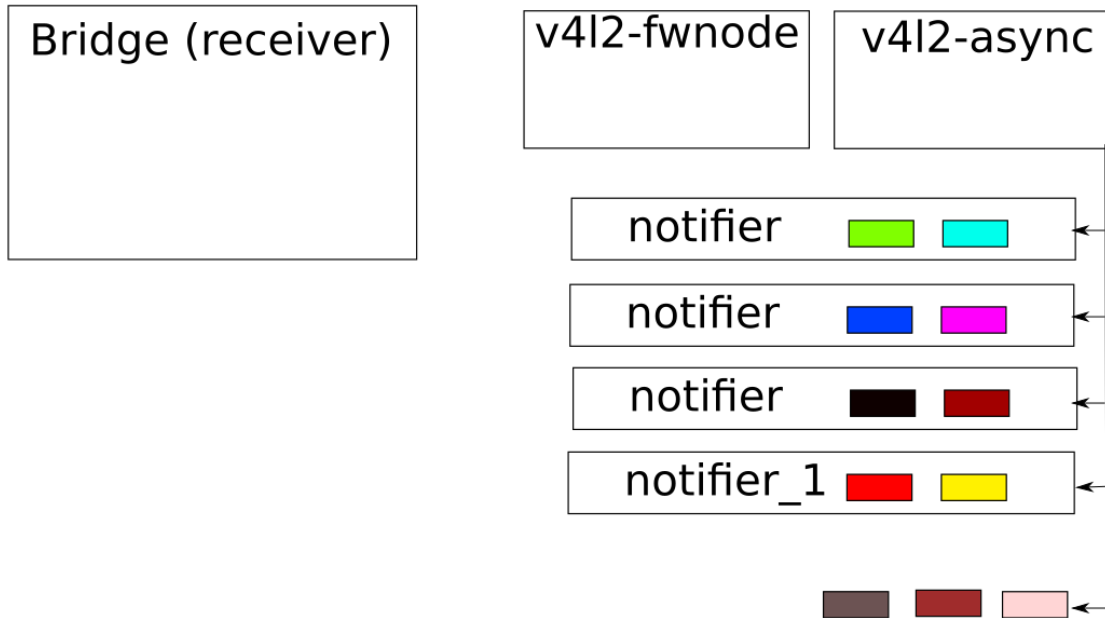 Bridge (receiver)
v4l2-fwnode
v4l2-async
notifier
notifier
notifier
notifier_1